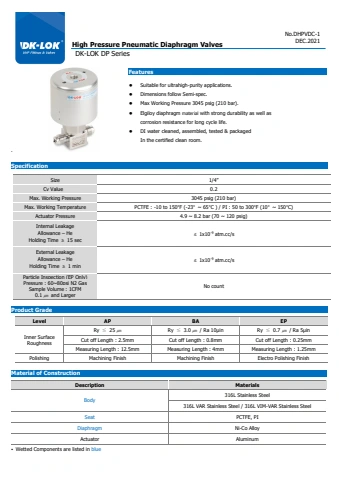 DK-LOK®
DHP Fittings & Valves
No.DHPVDC-1
DEC.2021
High Pressure Pneumatic Diaphragm Valves
DK-LOK DP Series
Features
● Suitable for ultrahigh-purity applications.
● Dimensions follow Semi-spec.
● Max Working Pressure 3045 psig (210 bar).
● Elgiloy diaphragm material with strong durability as well as
corrosion resistance for long cycle life.
● DI water cleaned, assembled, tested & packaged
In the certified clean room.
Specification
Size 1/4"
Cv Value 0.2
Max. Working Pressure 3045 psig (210 bar)
Max. Working Temperature PCTFE : -10 to 150°F (-23° ~ 65°C ) / PI : 50 to 300°F (10° ~ 150°C)
Actuator Pressure 4.9 ~ 8.2 bar (70 ~ 120 psig)
Internal Leakage
Allowance – He
Holding Time ≥ 15 sec
≤ 1x10⁻⁹ atm.cc/s
External Leakage
Allowance – He
Holding Time ≥ 1 min
≤ 1x10⁻⁹ atm.cc/s
Particle Inspection (EP Only)
Pressure : 60~80psi N2 Gas
Sample Volume : 1CFM
0.1 ㎛ and Larger
No count
Product Grade
Level AP BA EP
Inner Surface
Roughness
Ry ≤ 25 ㎛ Ry ≤ 3.0 ㎛ / Ra 10μin Ry ≤ 0.7 ㎛ / Ra 5μin
Cut off Length : 2.5mm Cut off Length : 0.8mm Cut off Length : 0.25mm
Measuring Length : 12.5mm Measuring Length : 4mm Measuring Length : 1.25mm
Polishing Machining Finish Machining Finish Electro Polishing Finish
Material of Construction
Description Materials
Body
316L Stainless Steel
316L VAR Stainless Steel / 316L VIM-VAR Stainless Steel
Seat PCTFE, PI
Diaphragm Ni-Co Alloy
Actuator Aluminum
• Wetted Components are listed in blue